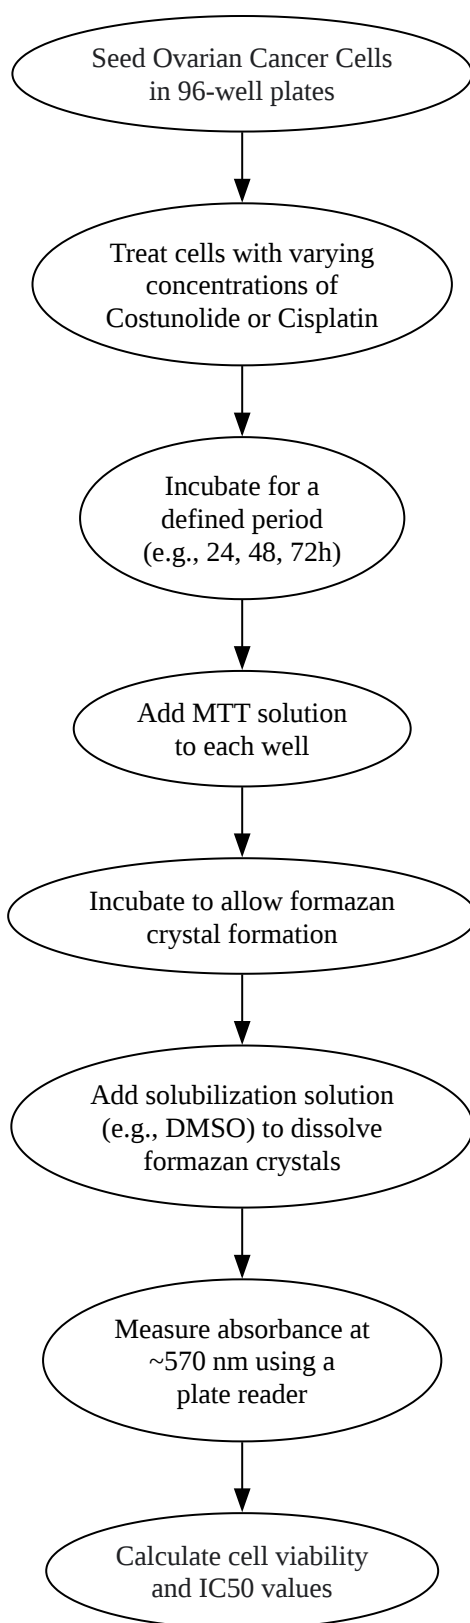 Seed Ovarian Cancer Cells
in 96-well plates
Treat cells with varying
concentrations of
Costunolide or Cisplatin
Incubate for a
defined period
(e.g., 24, 48, 72h)
Add MTT solution
to each well
Incubate to allow formazan
crystal formation
Add solubilization solution
(e.g., DMSO) to dissolve
formazan crystals
Measure absorbance at
~570 nm using a
plate reader
Calculate cell viability
and IC50 values